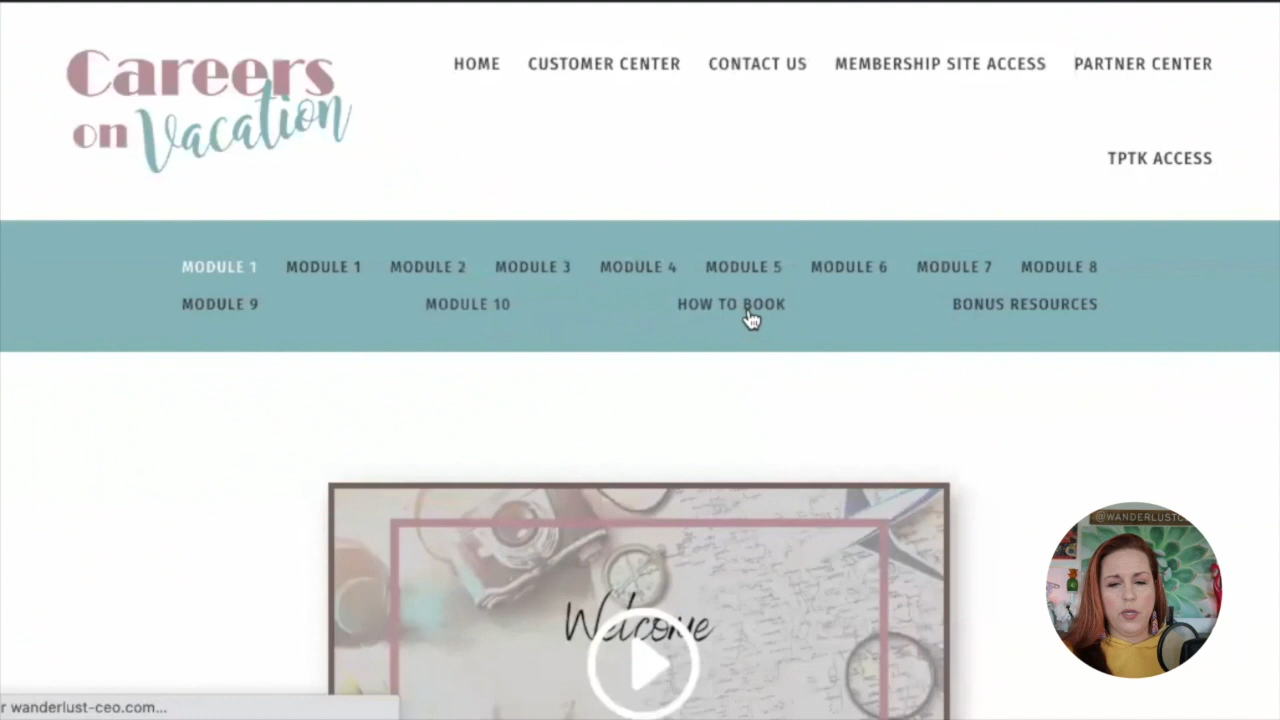 Careers
on Vacation
HOME CUSTOMER CENTER CONTACT US MEMBERSHIP SITE ACCESS PARTNER CENTER
TPTK ACCESS
MODULE 1 MODULE 1 MODULE 2 MODULE 3 MODULE 4 MODULE 5 MODULE 6 MODULE 7 MODULE 8
MODULE 9 MODULE 10 HOW TO BOOK BONUS RESOURCES
Welcome
@WANDERLUSTC
r wanderlust-ceo.com...